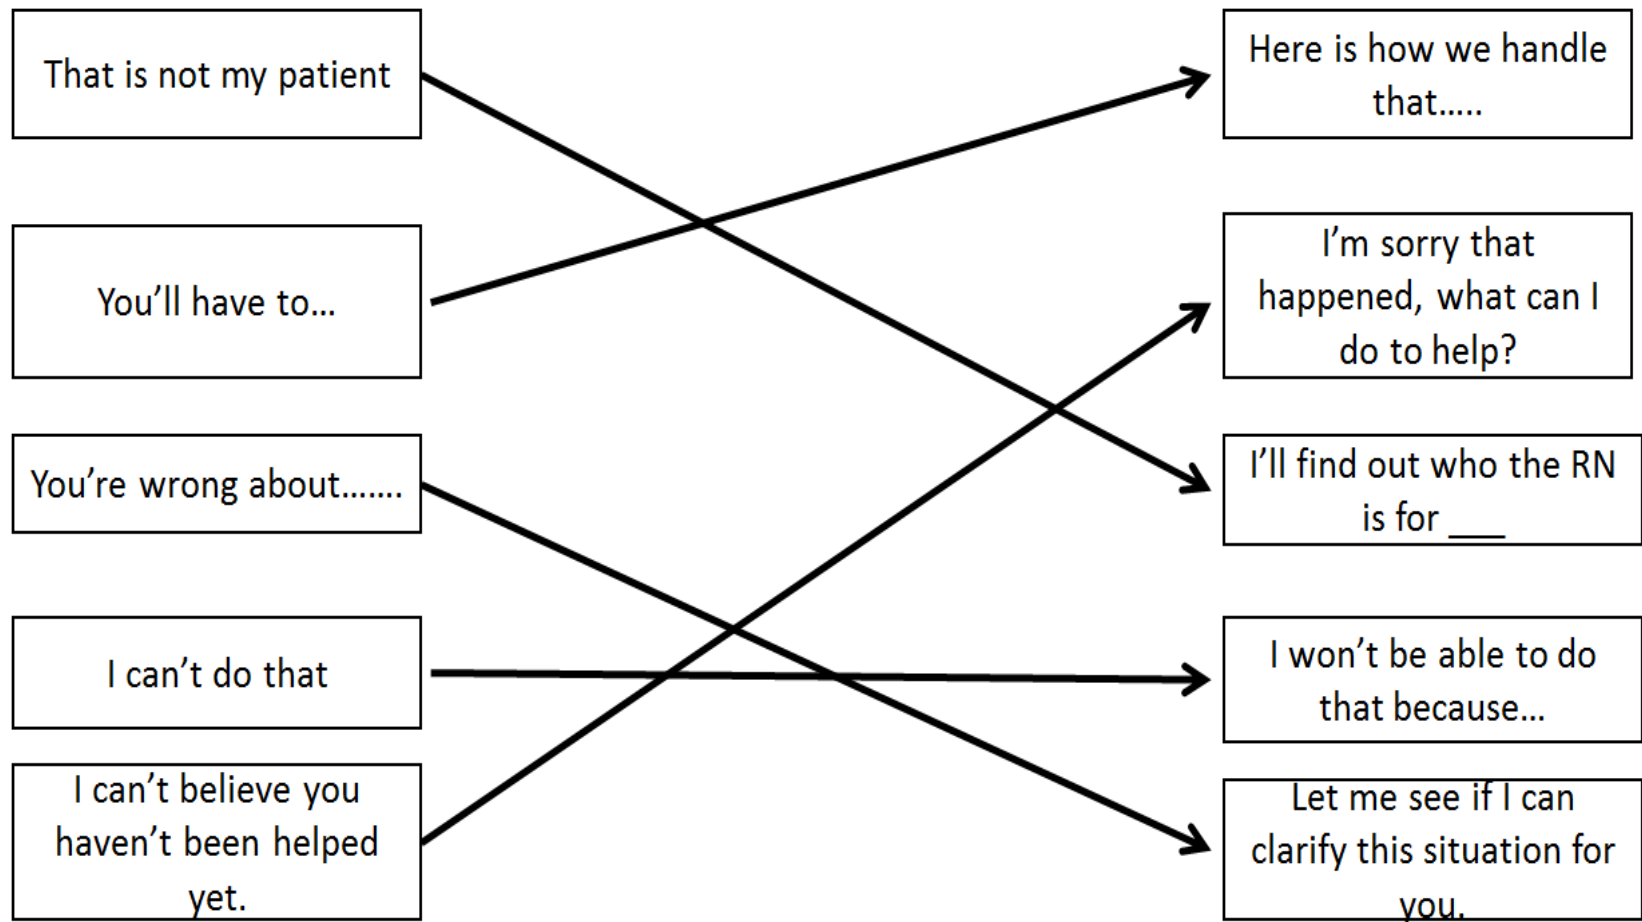 That is not my patient
You'll have to...
You're wrong about.......
I can't do that
I can't believe you
haven't been helped
yet.
Here is how we handle
that.....
I'm sorry that
happened, what can I
do to help?
I'll find out who the RN
is for ___
I won't be able to do
that because...
Let me see if I can
clarify this situation for
you.